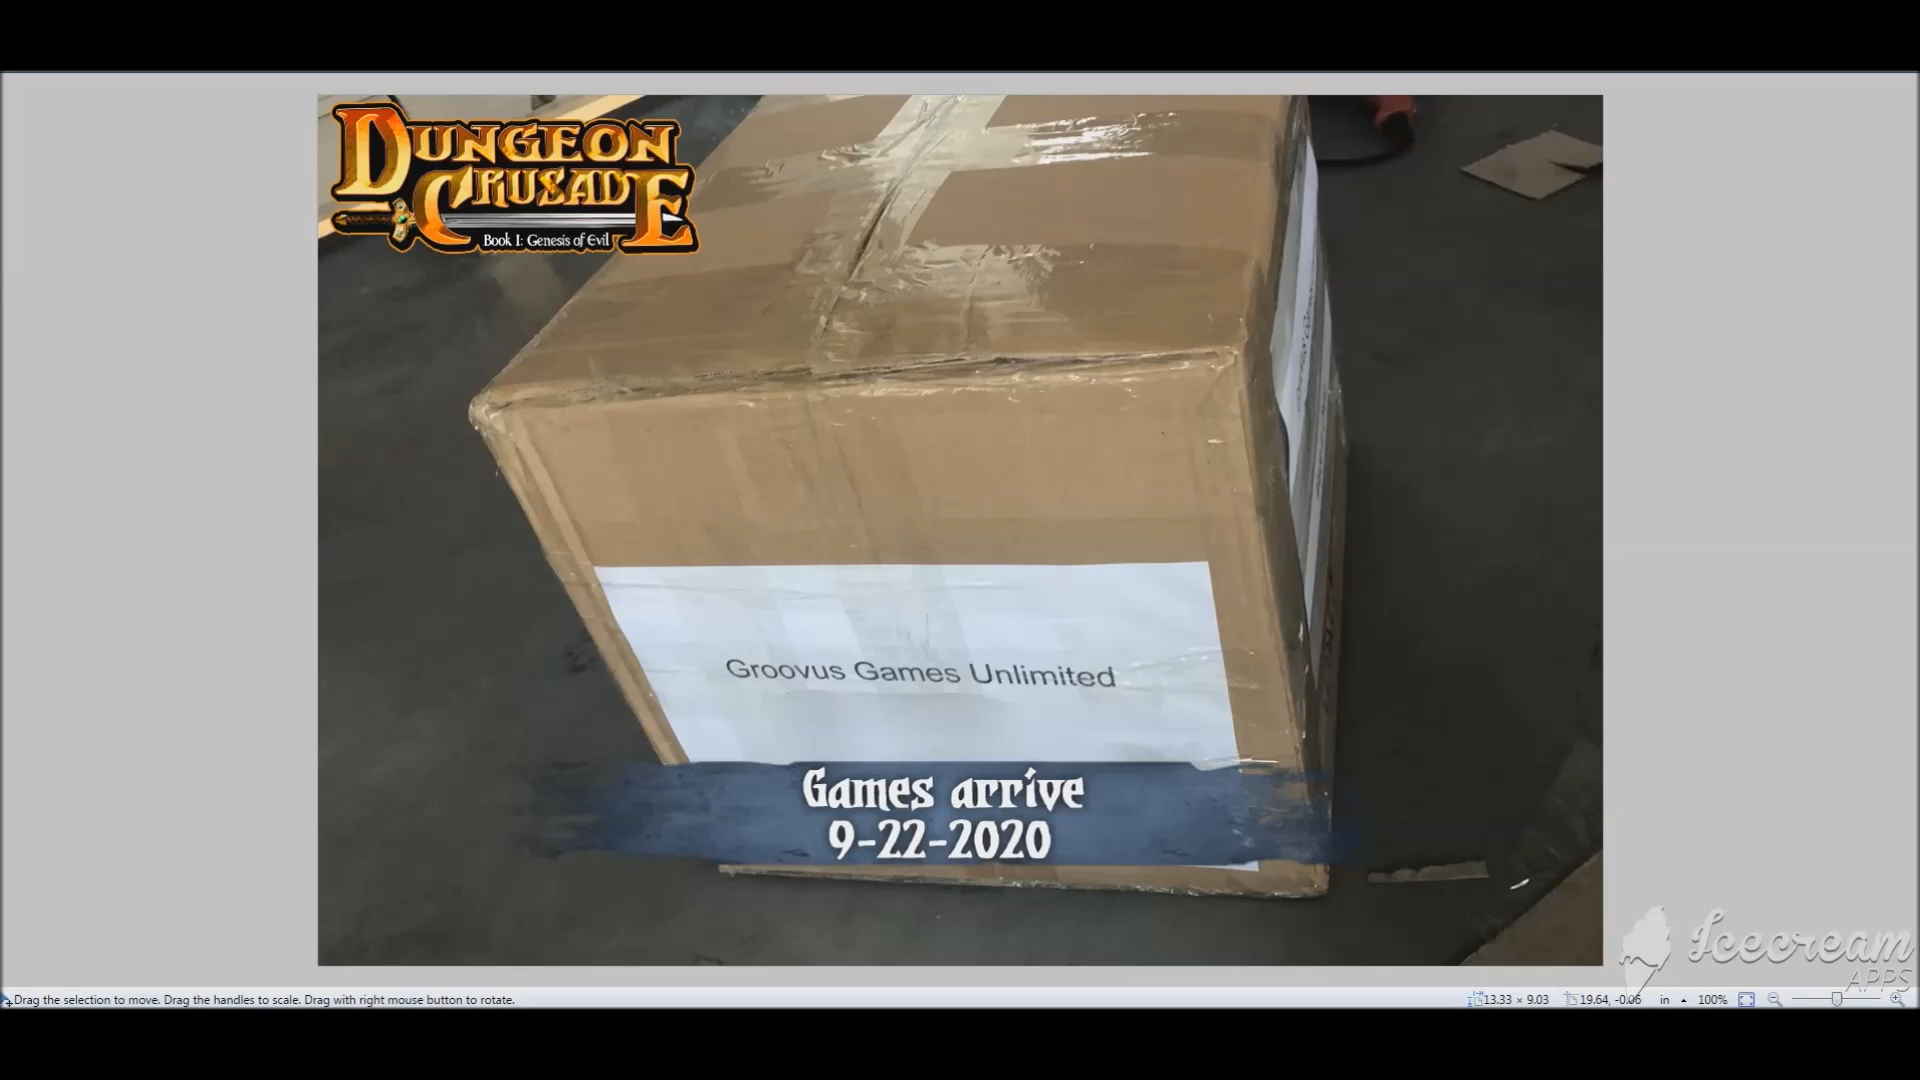 DUNGEON
CRUSADE
Book I: Genesis of Evil
Groovus Games Unlimited
Games arrive
9-22-2020
Icecream
APPS
Drag the selection to move. Drag the handles to scale. Drag with right mouse button to rotate.
13.33 × 9.03
19.64, -0.06
in
100%